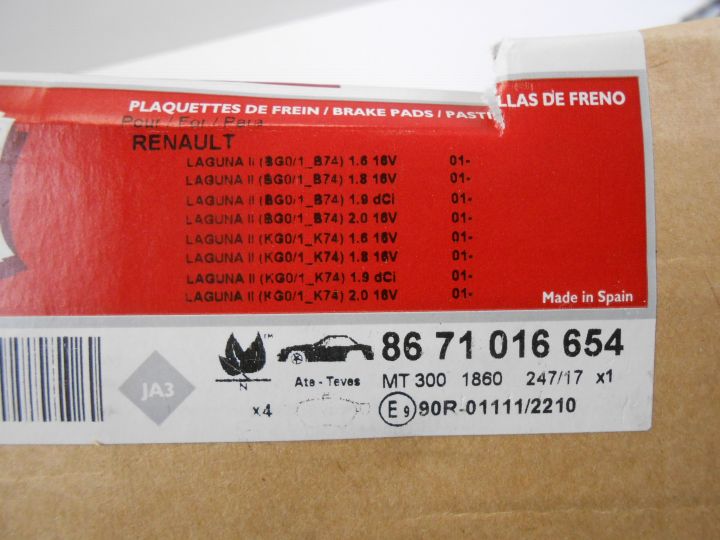 PLAQUETTES DE FREIN / BRAKE PADS / PASTILLAS DE FRENO
Pour / For / Para
RENAULT
LAGUNA II (BG0/1_B74) 1.6 16V 01-
LAGUNA II (BG0/1_B74) 1.8 16V 01-
LAGUNA II (BG0/1_B74) 1.9 dCi 01-
LAGUNA II (BG0/1_B74) 2.0 16V 01-
LAGUNA II (KG0/1_K74) 1.6 16V 01-
LAGUNA II (KG0/1_K74) 1.8 16V 01-
LAGUNA II (KG0/1_K74) 1.9 dCi 01-
LAGUNA II (KG0/1_K74) 2.0 16V 01-
Made in Spain
JA3
TM
N
x4
Ate - Teves
86 71 016 654
MT 300 1860 247/17 x1
E9 90R-01111/2210